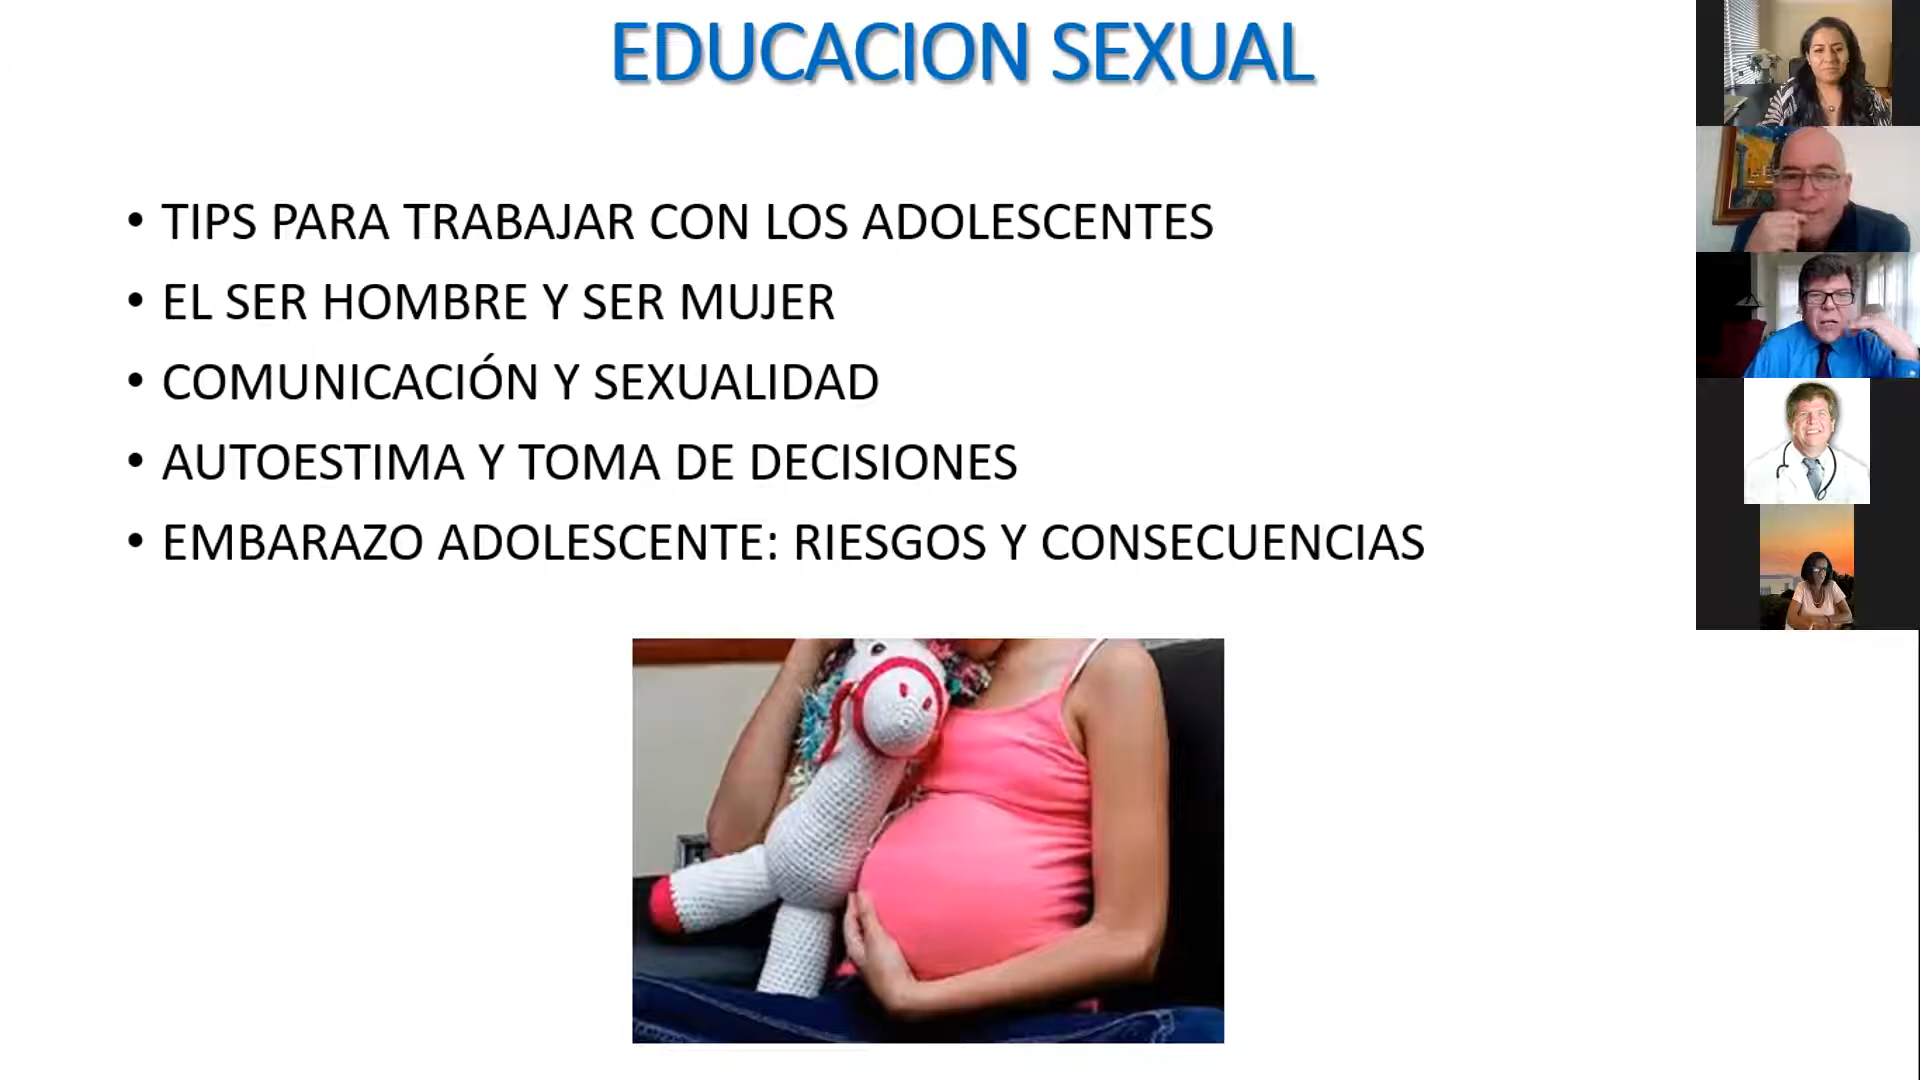 EDUCACION SEXUAL
• TIPS PARA TRABAJAR CON LOS ADOLESCENTES
• EL SER HOMBRE Y SER MUJER
• COMUNICACIÓN Y SEXUALIDAD
• AUTOESTIMA Y TOMA DE DECISIONES
• EMBARAZO ADOLESCENTE: RIESGOS Y CONSECUENCIAS